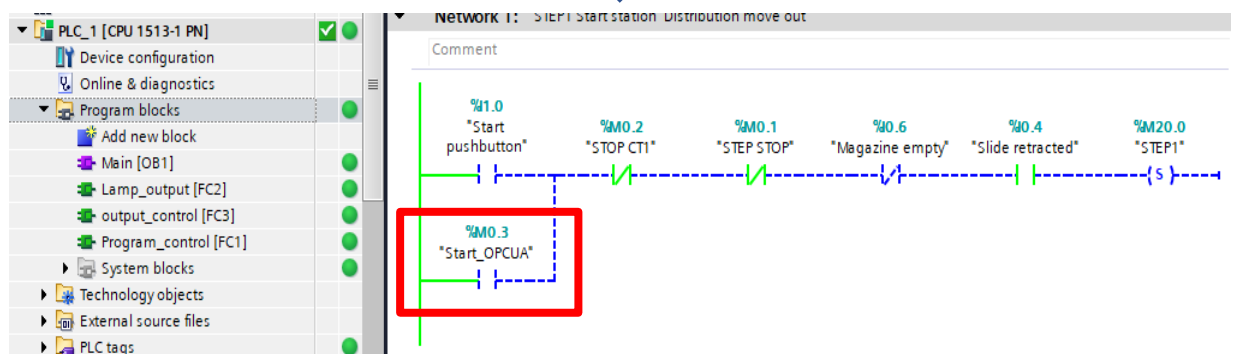 PLC_1 [CPU 1513-1 PN]
Device configuration
Online & diagnostics
Program blocks
Add new block
Main [OB1]
Lamp_output [FC2]
output_control [FC3]
Program_control [FC1]
System blocks
Technology objects
External source files
PLC tags
Network 1: STEP1 Start station Distribution move out
Comment
%I1.0
"Start
pushbutton"
%M0.2
"STOP CT1"
%M0.1
"STEP STOP"
%I0.6
"Magazine empty"
%I0.4
"Slide retracted"
%M20.0
"STEP1"
S
%M0.3
"Start_OPCUA"